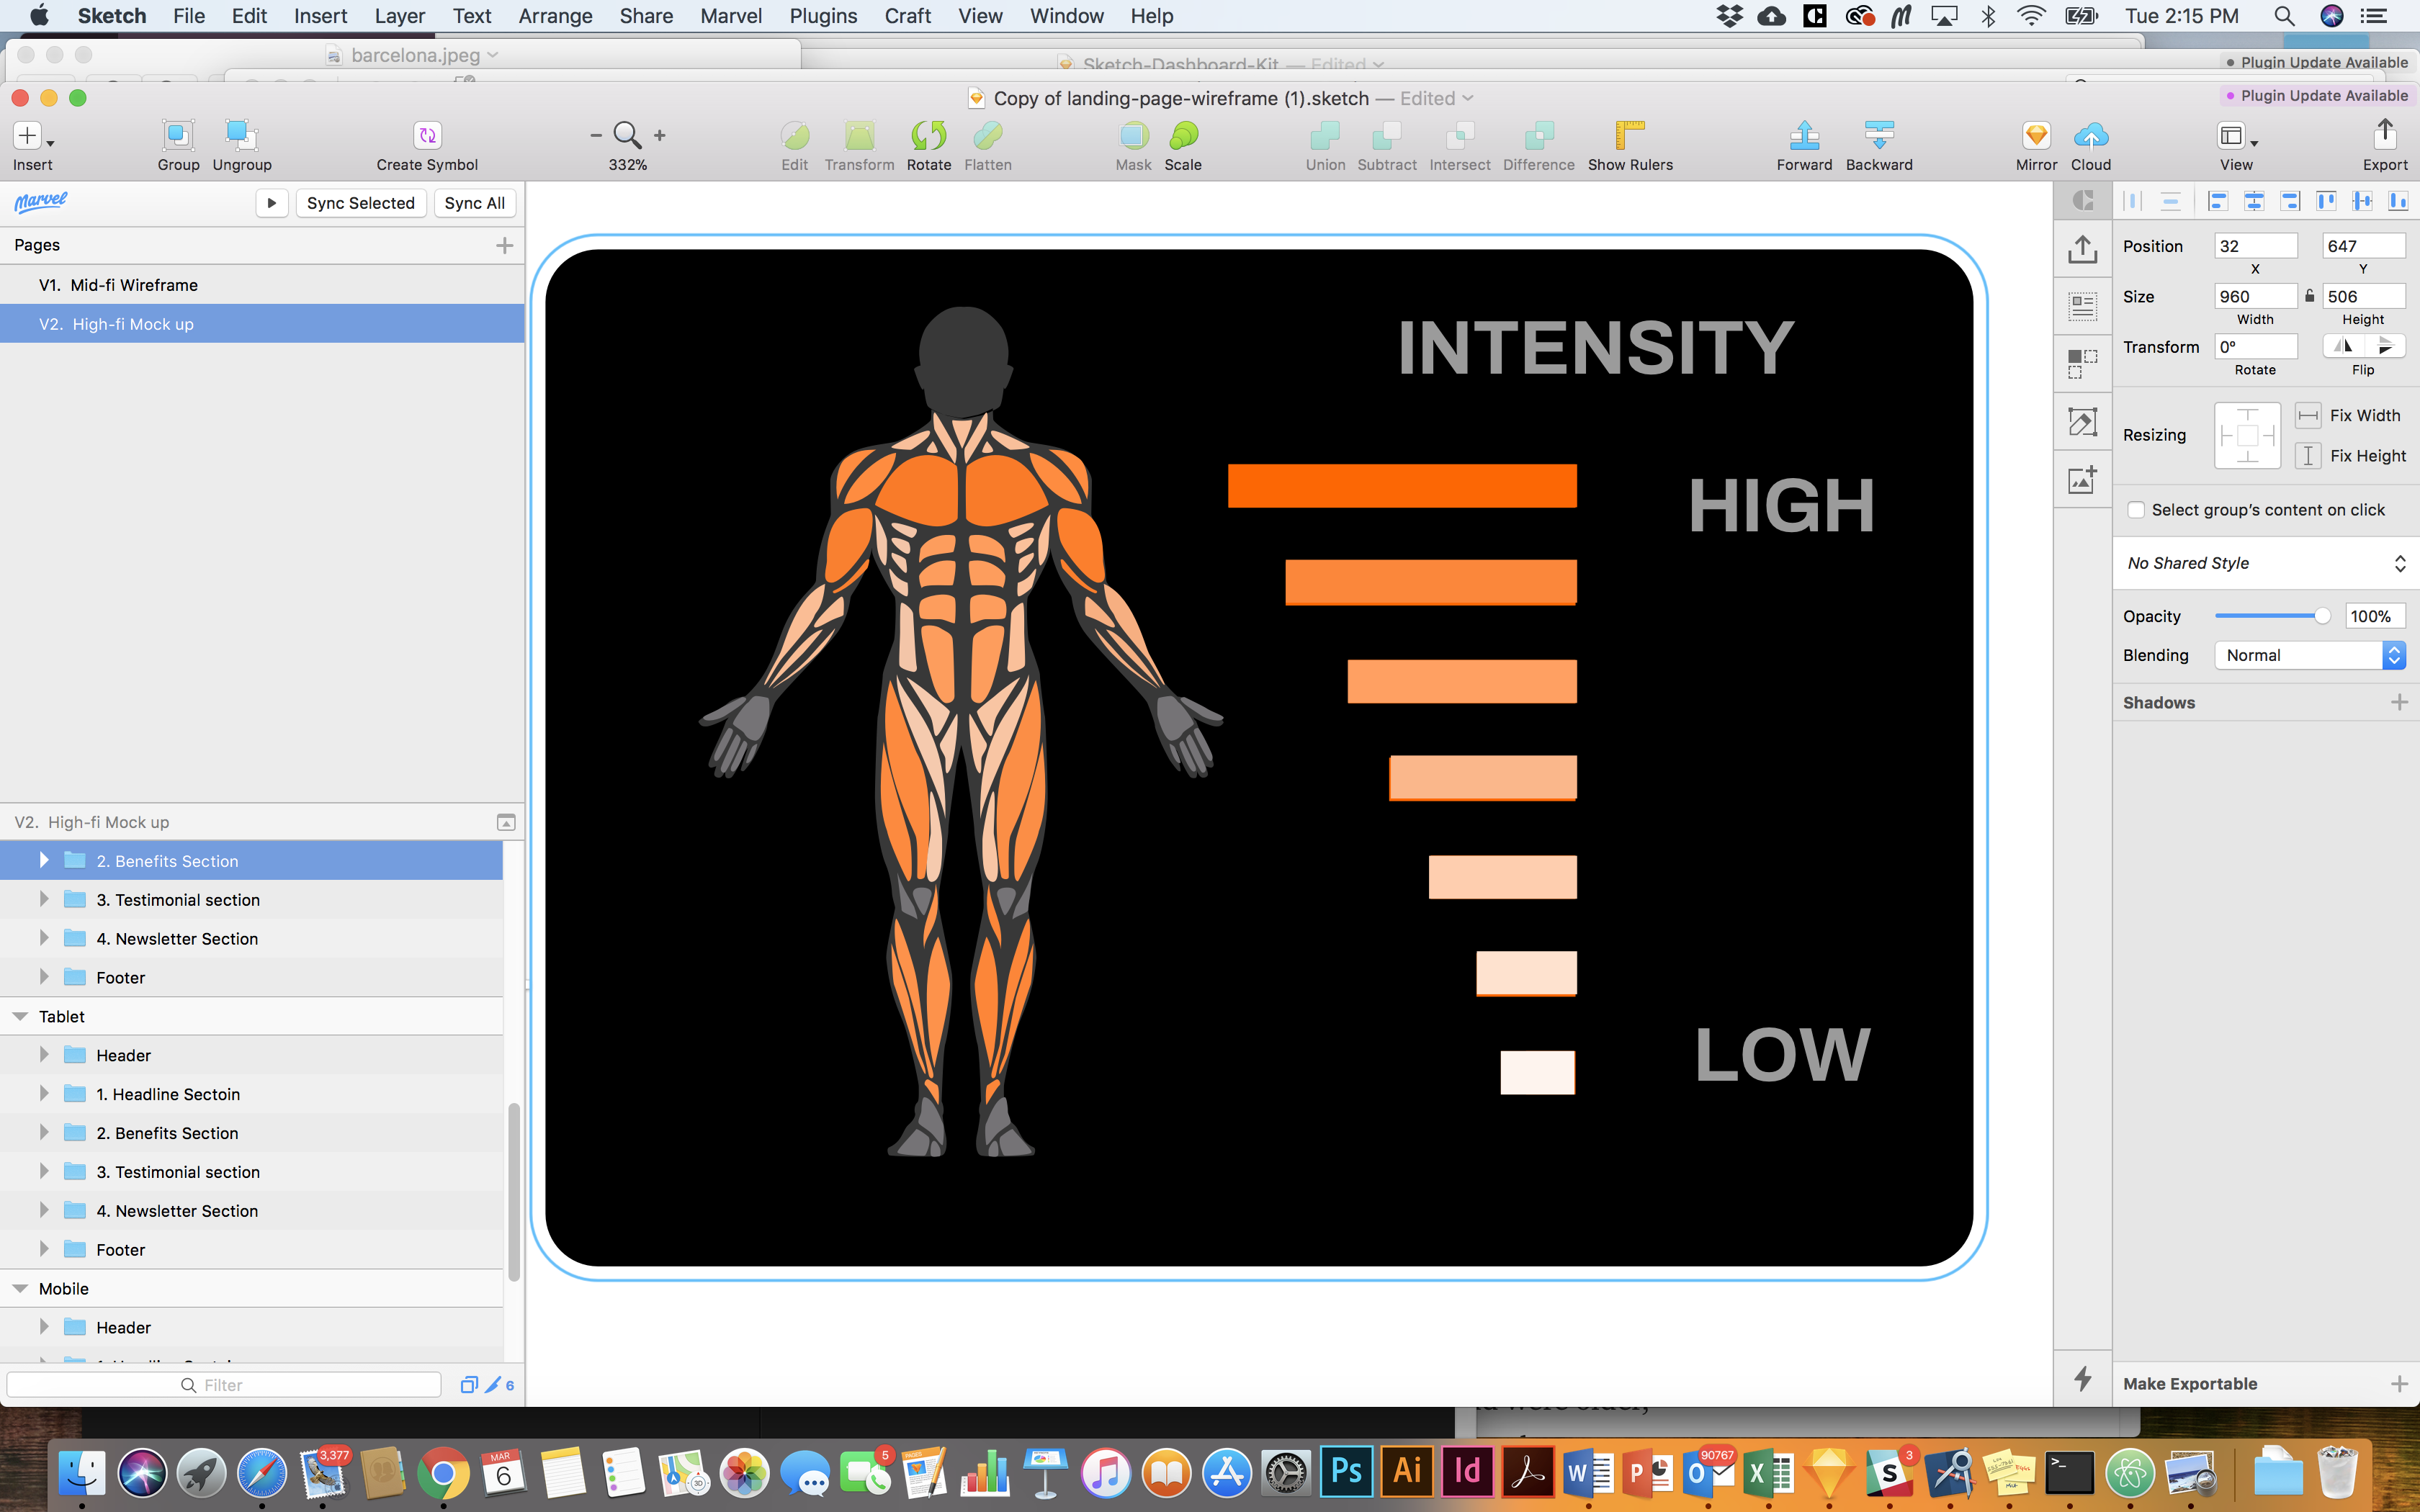 Sketch File Edit Insert Layer Text Arrange Share Marvel Plugins Craft View Window Help Tue 2:15 PM
barcelona.jpeg
Sketch-Dashboard-Kit — Edited
Plugin Update Available
Copy of landing-page-wireframe (1).sketch — Edited
Plugin Update Available
Insert Group Ungroup Create Symbol 332% Edit Transform Rotate Flatten Mask Scale Union Subtract Intersect Difference Show Rulers Forward Backward Mirror Cloud View Export
Marvel Sync Selected Sync All
Pages
V1. Mid-fi Wireframe
V2. High-fi Mock up
V2. High-fi Mock up
2. Benefits Section
3. Testimonial section
4. Newsletter Section
Footer
Tablet
Header
1. Headline Sectoin
2. Benefits Section
3. Testimonial section
4. Newsletter Section
Footer
Mobile
Header
Filter
6
INTENSITY
HIGH
LOW
Position 32 647
X Y
Size 960 506
Width Height
Transform 0°
Rotate Flip
Resizing
Fix Width
Fix Height
Select group's content on click
No Shared Style
Opacity 100%
Blending Normal
Shadows
Make Exportable
3,377
MAR
6
5
PAGES
3D
Ps Ai Id W P O 90767 X S 3